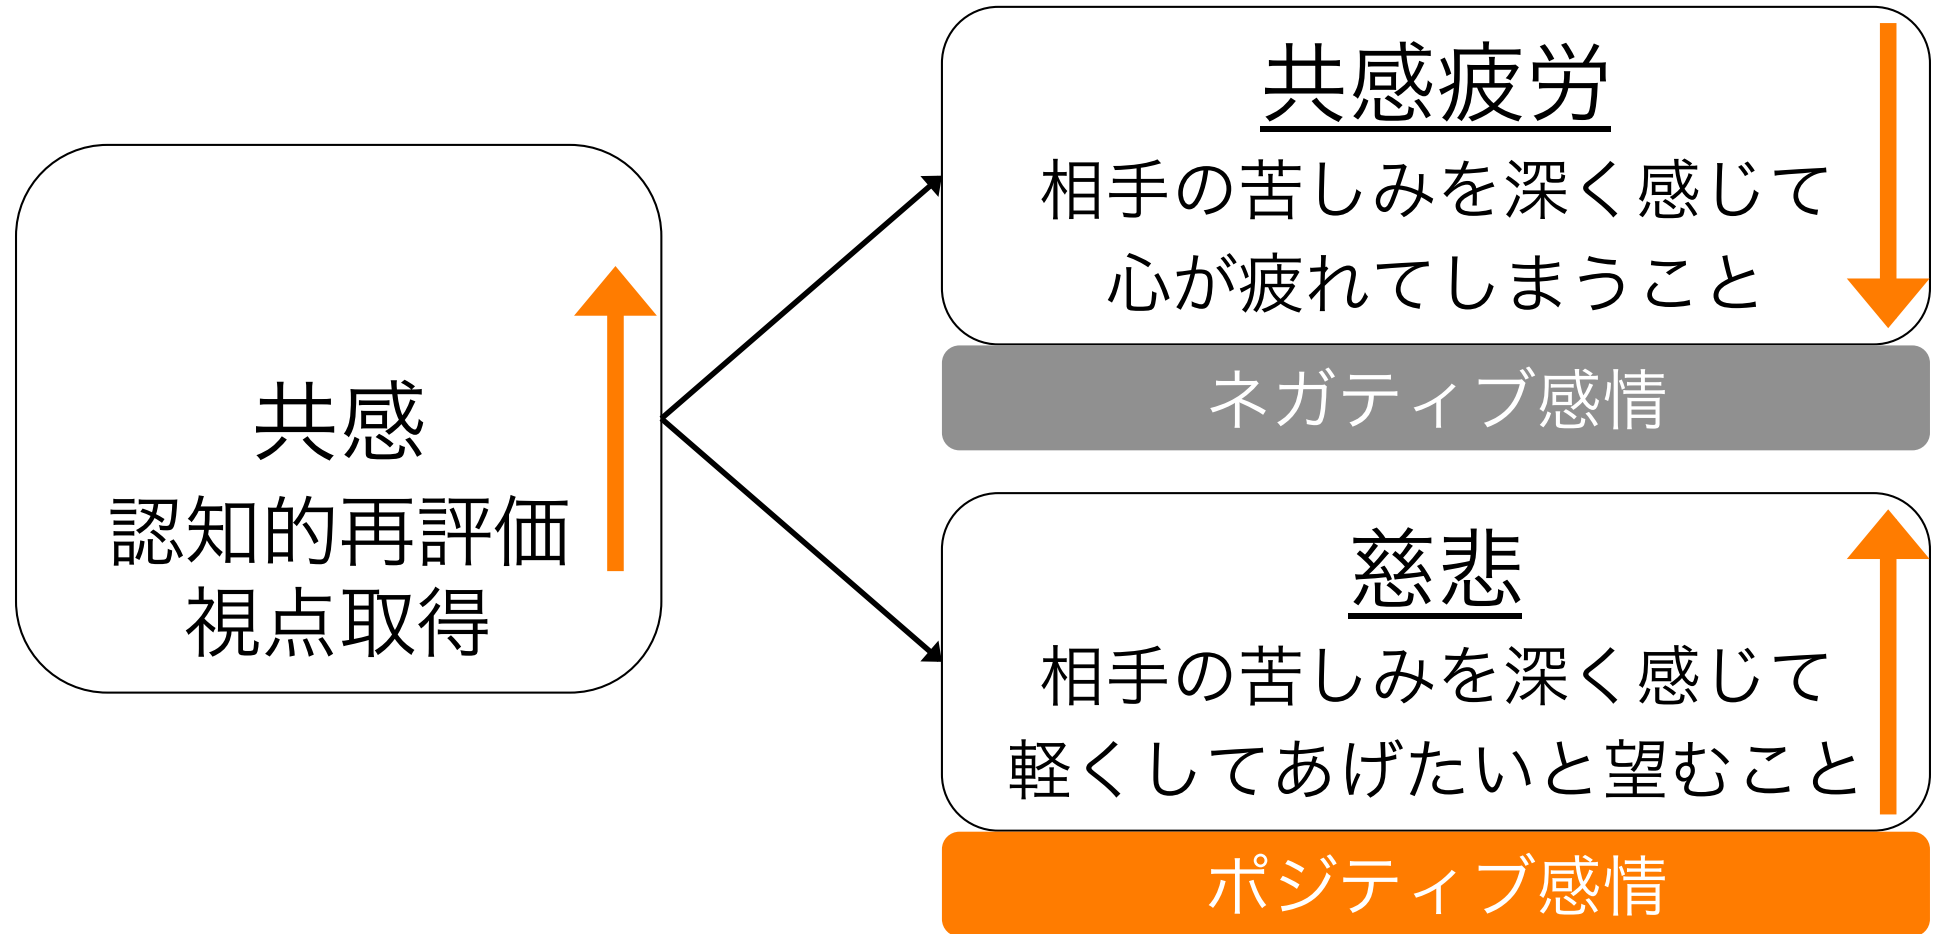 共感
認知的再評価
視点取得
共感疲労
相手の苦しみを深く感じて
心が疲れてしまうこと
ネガティブ感情
慈悲
相手の苦しみを深く感じて
軽くしてあげたいと望むこと
ポジティブ感情